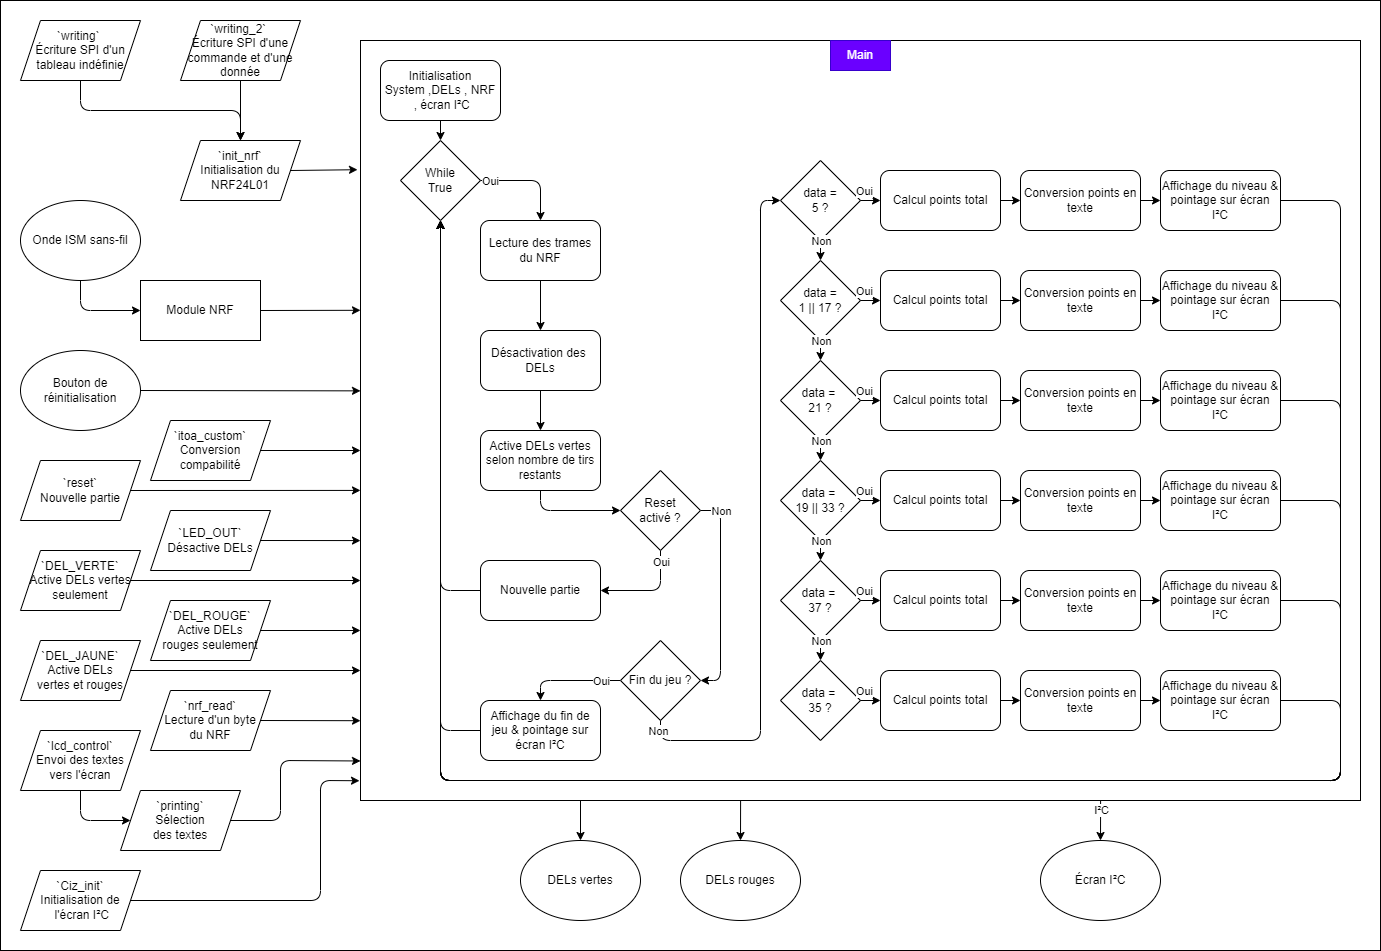 `writing`
Écriture SPI d'un
tableau indéfinie
`writing_2`
Écriture SPI d'une
commande et d'une
donnée
`init_nrf`
Initialisation du
NRF24L01
Onde ISM sans-fil
Module NRF
Bouton de
réinitialisation
`itoa_custom`
Conversion
compabilité
`reset`
Nouvelle partie
`LED_OUT`
Désactive DELs
`DEL_VERTE`
Active DELs vertes
seulement
`DEL_ROUGE`
Active DELs
rouges seulement
`DEL_JAUNE`
Active DELs
vertes et rouges
`nrf_read`
Lecture d'un byte
du NRF
`lcd_control`
Envoi des textes
vers l'écran
`printing`
Sélection
des textes
`Ciz_init`
Initialisation de
l'écran I²C
Main
Initialisation
System ,DELs , NRF
, écran I²C
While
True
Oui
Lecture des trames
du NRF
Désactivation des
DELs
Active DELs vertes
selon nombre de tirs
restants
Reset
activé ?
Non
Oui
Nouvelle partie
Fin du jeu ?
Oui
Non
Affichage du fin de
jeu & pointage sur
écran I²C
data =
5 ?
Oui
Calcul points total
Conversion points en
texte
Affichage du niveau &
pointage sur écran
I²C
Non
data =
1 || 17 ?
Oui
Calcul points total
Conversion points en
texte
Affichage du niveau &
pointage sur écran
I²C
Non
data =
21 ?
Oui
Calcul points total
Conversion points en
texte
Affichage du niveau &
pointage sur écran
I²C
Non
data =
19 || 33 ?
Oui
Calcul points total
Conversion points en
texte
Affichage du niveau &
pointage sur écran
I²C
Non
data =
37 ?
Oui
Calcul points total
Conversion points en
texte
Affichage du niveau &
pointage sur écran
I²C
Non
data =
35 ?
Oui
Calcul points total
Conversion points en
texte
Affichage du niveau &
pointage sur écran
I²C
I²C
DELs vertes
DELs rouges
Écran I²C